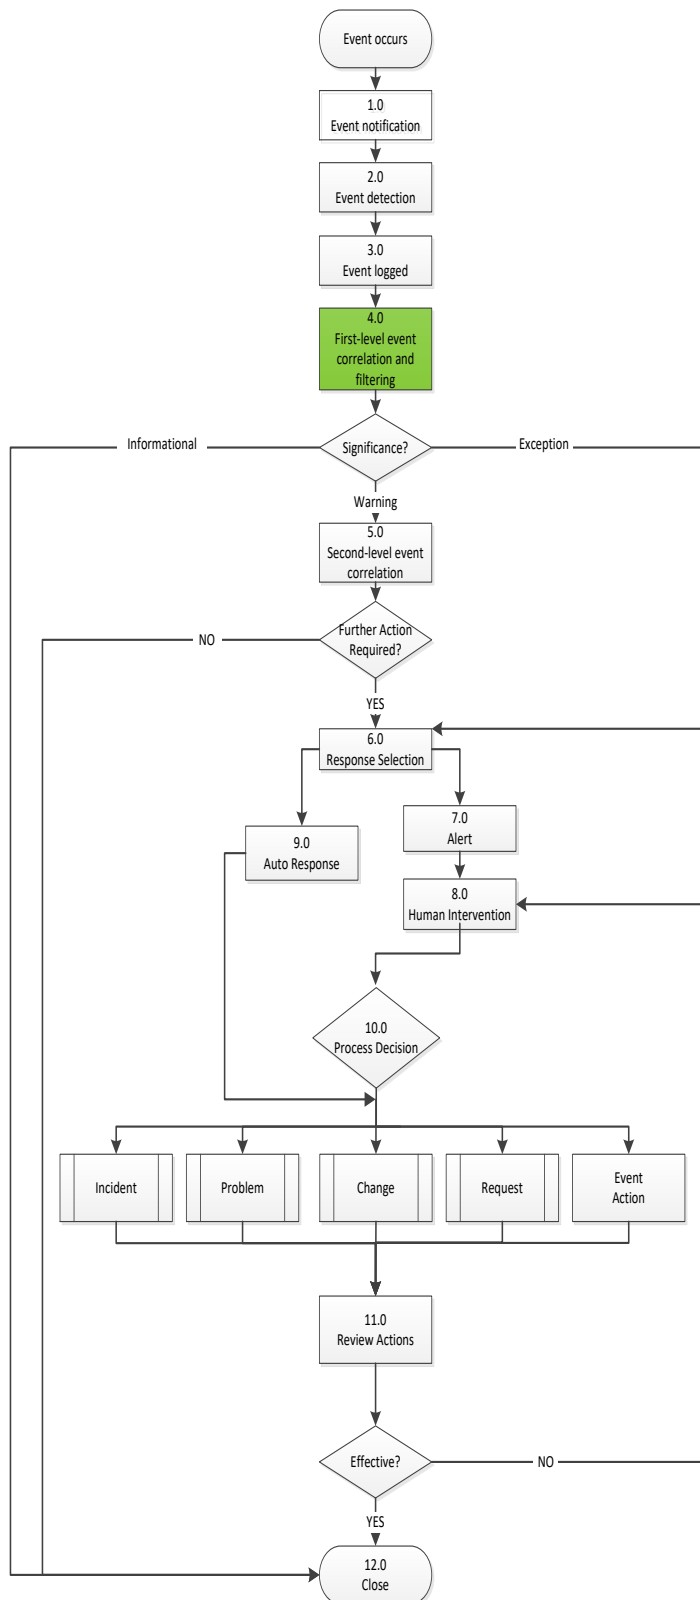 Event occurs
1.0
Event notification
2.0
Event detection
3.0
Event logged
4.0
First-level event
correlation and
filtering
Informational
Significance?
Exception
Warning
5.0
Second-level event
correlation
NO
Further Action
Required?
YES
6.0
Response Selection
7.0
Alert
9.0
Auto Response
8.0
Human Intervention
10.0
Process Decision
Incident
Problem
Change
Request
Event
Action
11.0
Review Actions
Effective?
NO
YES
12.0
Close